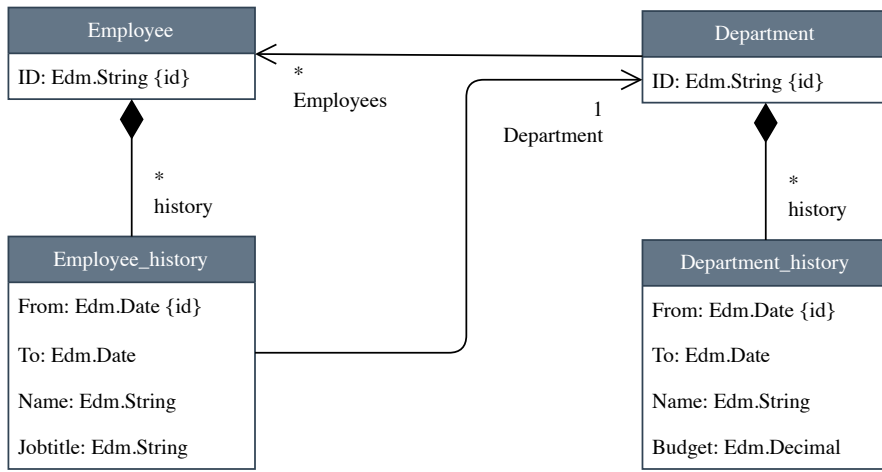 Employee
ID: Edm.String {id}
Department
ID: Edm.String {id}
*
Employees
1
Department
*
history
*
history
Employee_history
From: Edm.Date {id}
To: Edm.Date
Name: Edm.String
Jobtitle: Edm.String
Department_history
From: Edm.Date {id}
To: Edm.Date
Name: Edm.String
Budget: Edm.Decimal